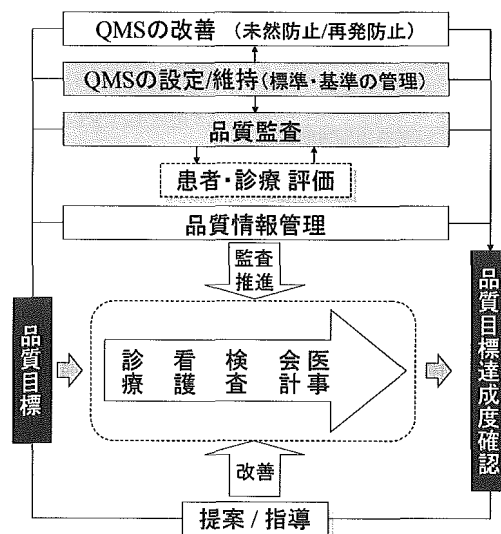 QMSの改善 (未然防止/再発防止)
QMSの設定/維持(標準・基準の管理)
品質監査
患者・診療 評価
品質情報管理
監査
推進
品質目標
診療
看護
検査
会計
医事
品質目標達成度確認
改善
提案 / 指導